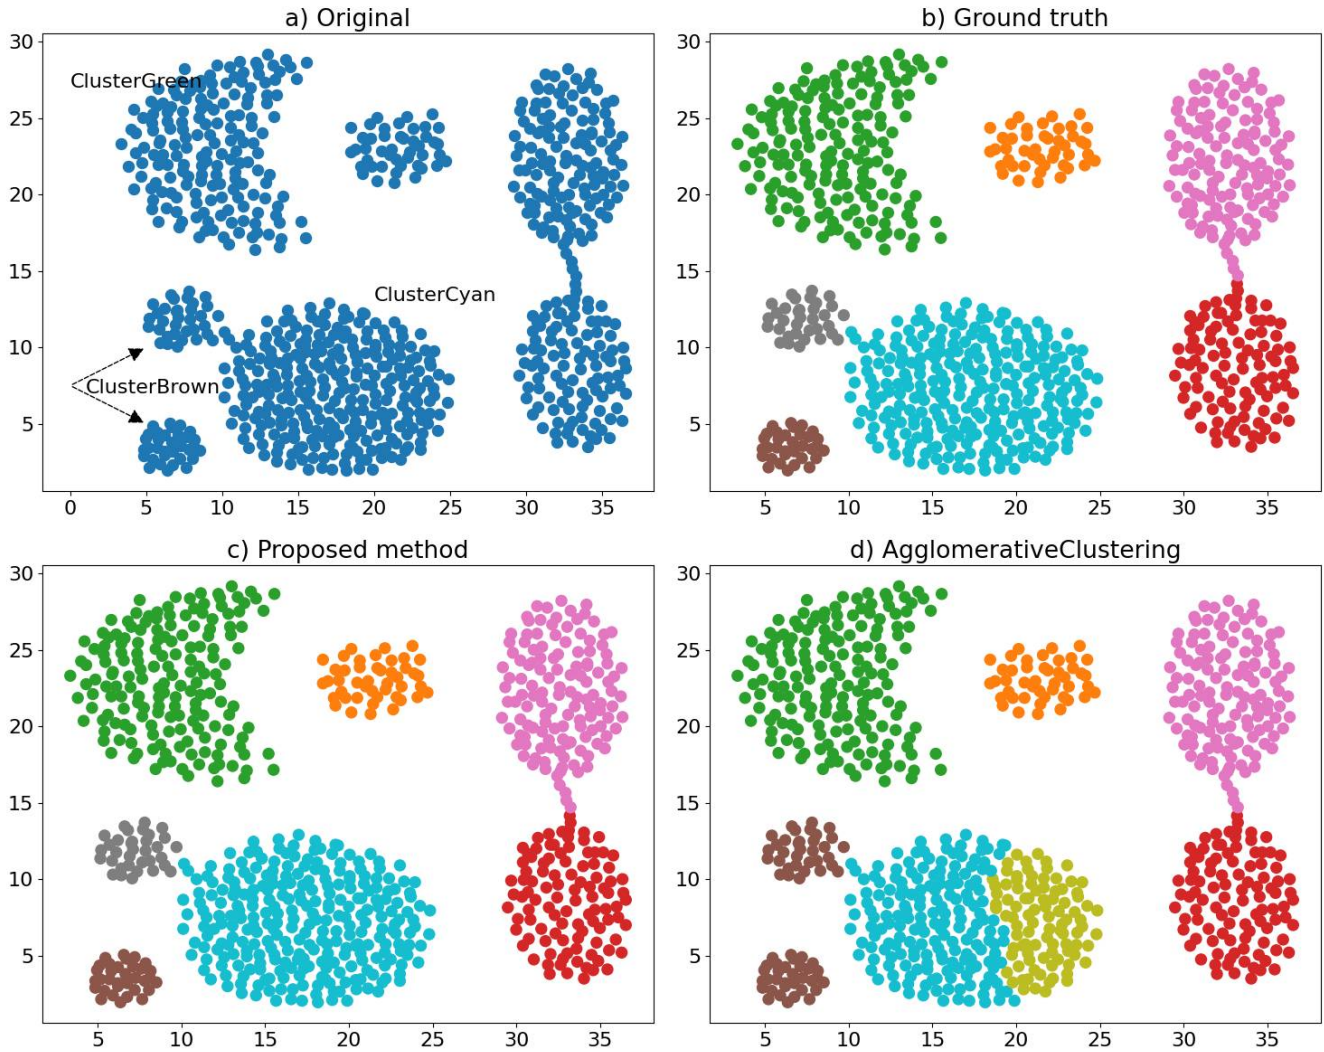 a) Original
b) Ground truth
30
25
20
15
10
5
ClusterGreen
ClusterCyan
ClusterBrown
0 5 10 15 20 25 30 35
30
25
20
15
10
5
5 10 15 20 25 30 35
c) Proposed method
d) AgglomerativeClustering
30
25
20
15
10
5
5 10 15 20 25 30 35
30
25
20
15
10
5
5 10 15 20 25 30 35